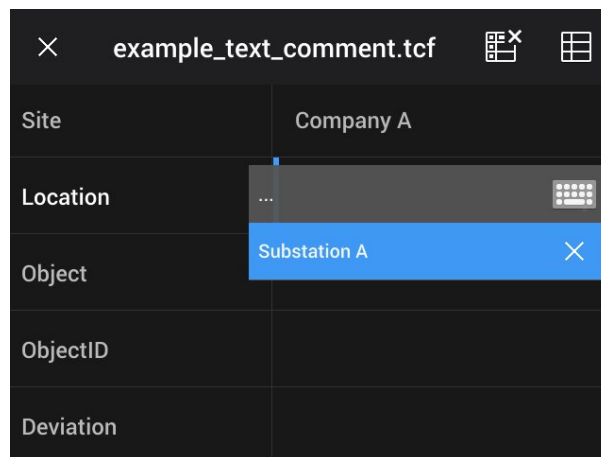 example_text_comment.tcf
Site Company A
Location ...
Substation A
Object
ObjectID
Deviation